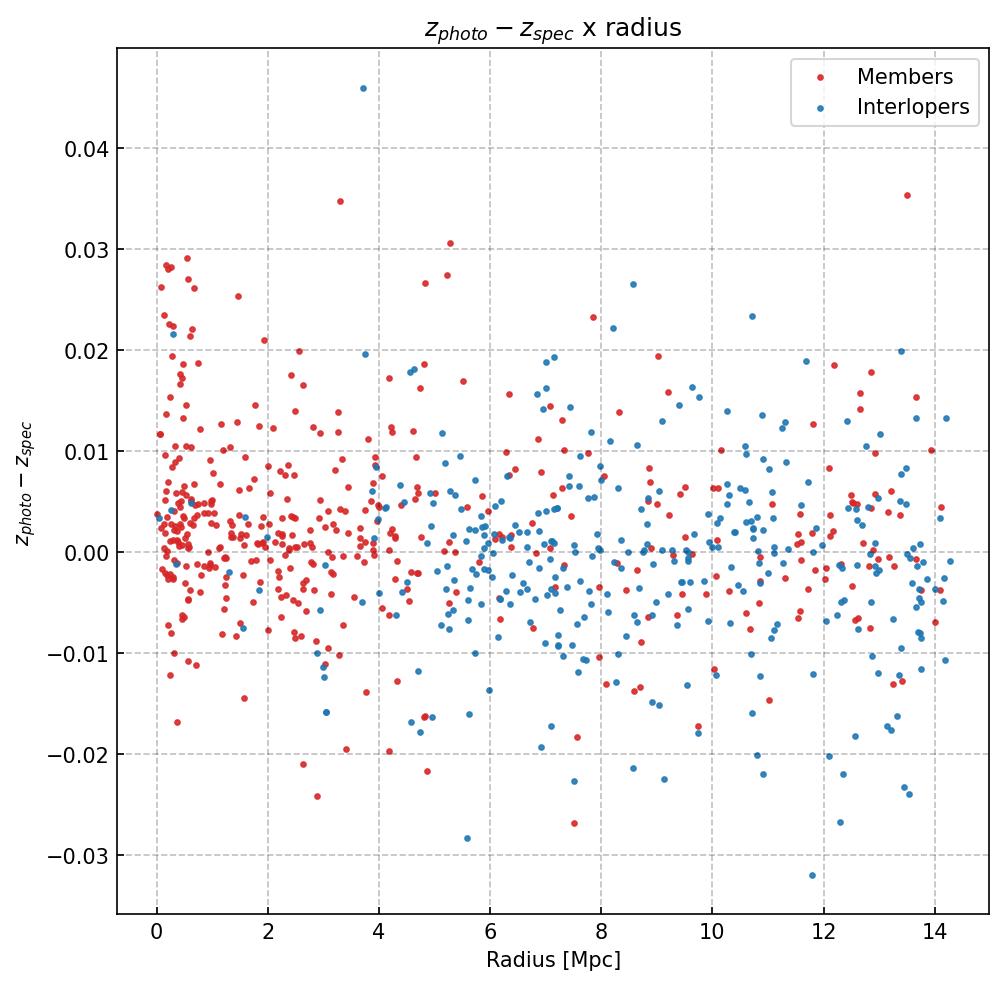 z_photo − z_spec x radius
Members
Interlopers
0.04
0.03
0.02
0.01
0.00
−0.01
−0.02
−0.03
z_photo − z_spec
0 2 4 6 8 10 12 14
Radius [Mpc]